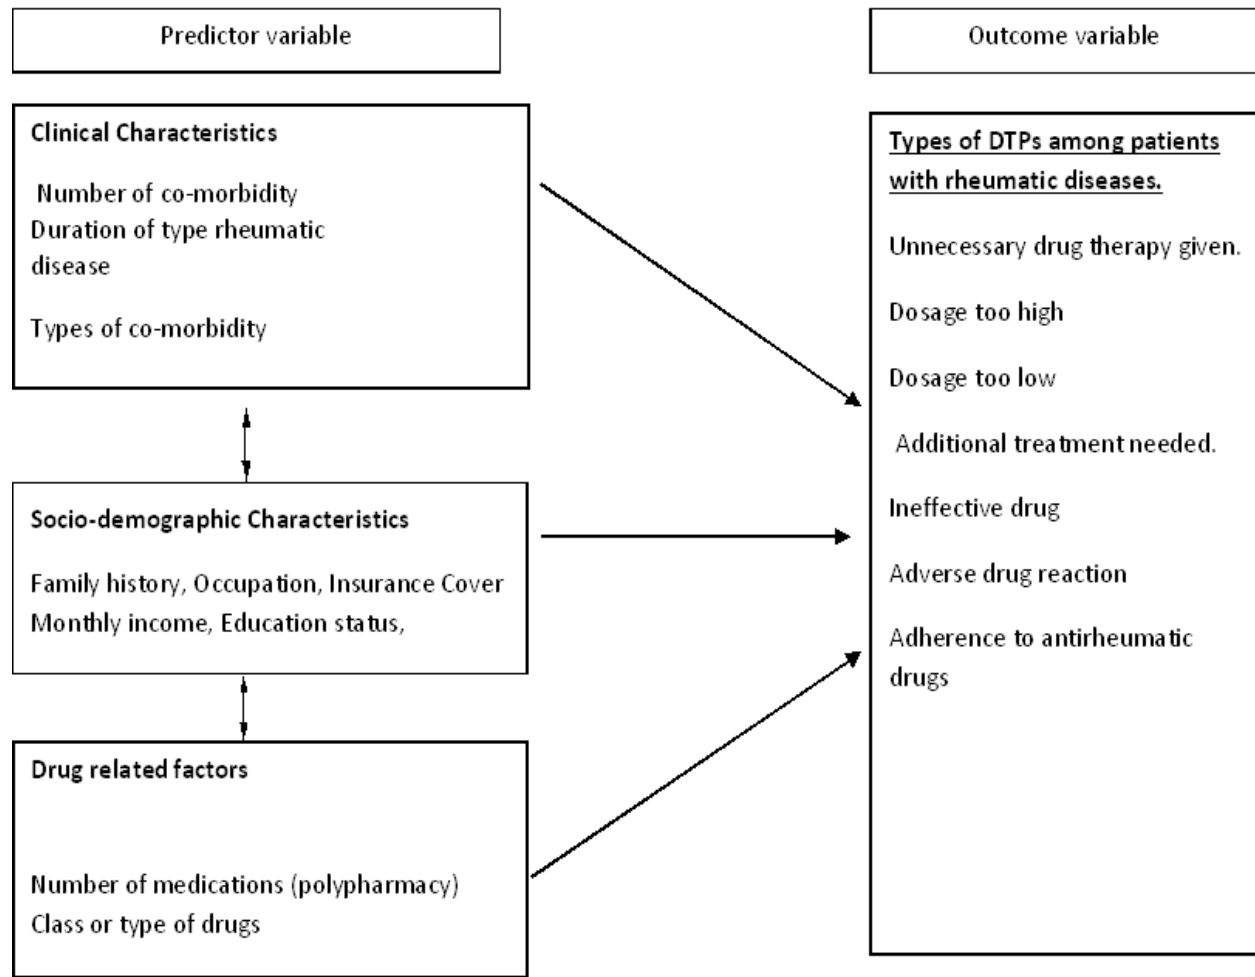 Predictor variable
Outcome variable
Clinical Characteristics
Number of co-morbidity
Duration of type rheumatic
disease
Types of co-morbidity
Socio-demographic Characteristics
Family history, Occupation, Insurance Cover
Monthly income, Education status,
Drug related factors
Number of medications (polypharmacy)
Class or type of drugs
Types of DTPs among patients
with rheumatic diseases.
Unnecessary drug therapy given.
Dosage too high
Dosage too low
Additional treatment needed.
Ineffective drug
Adverse drug reaction
Adherence to antirheumatic
drugs